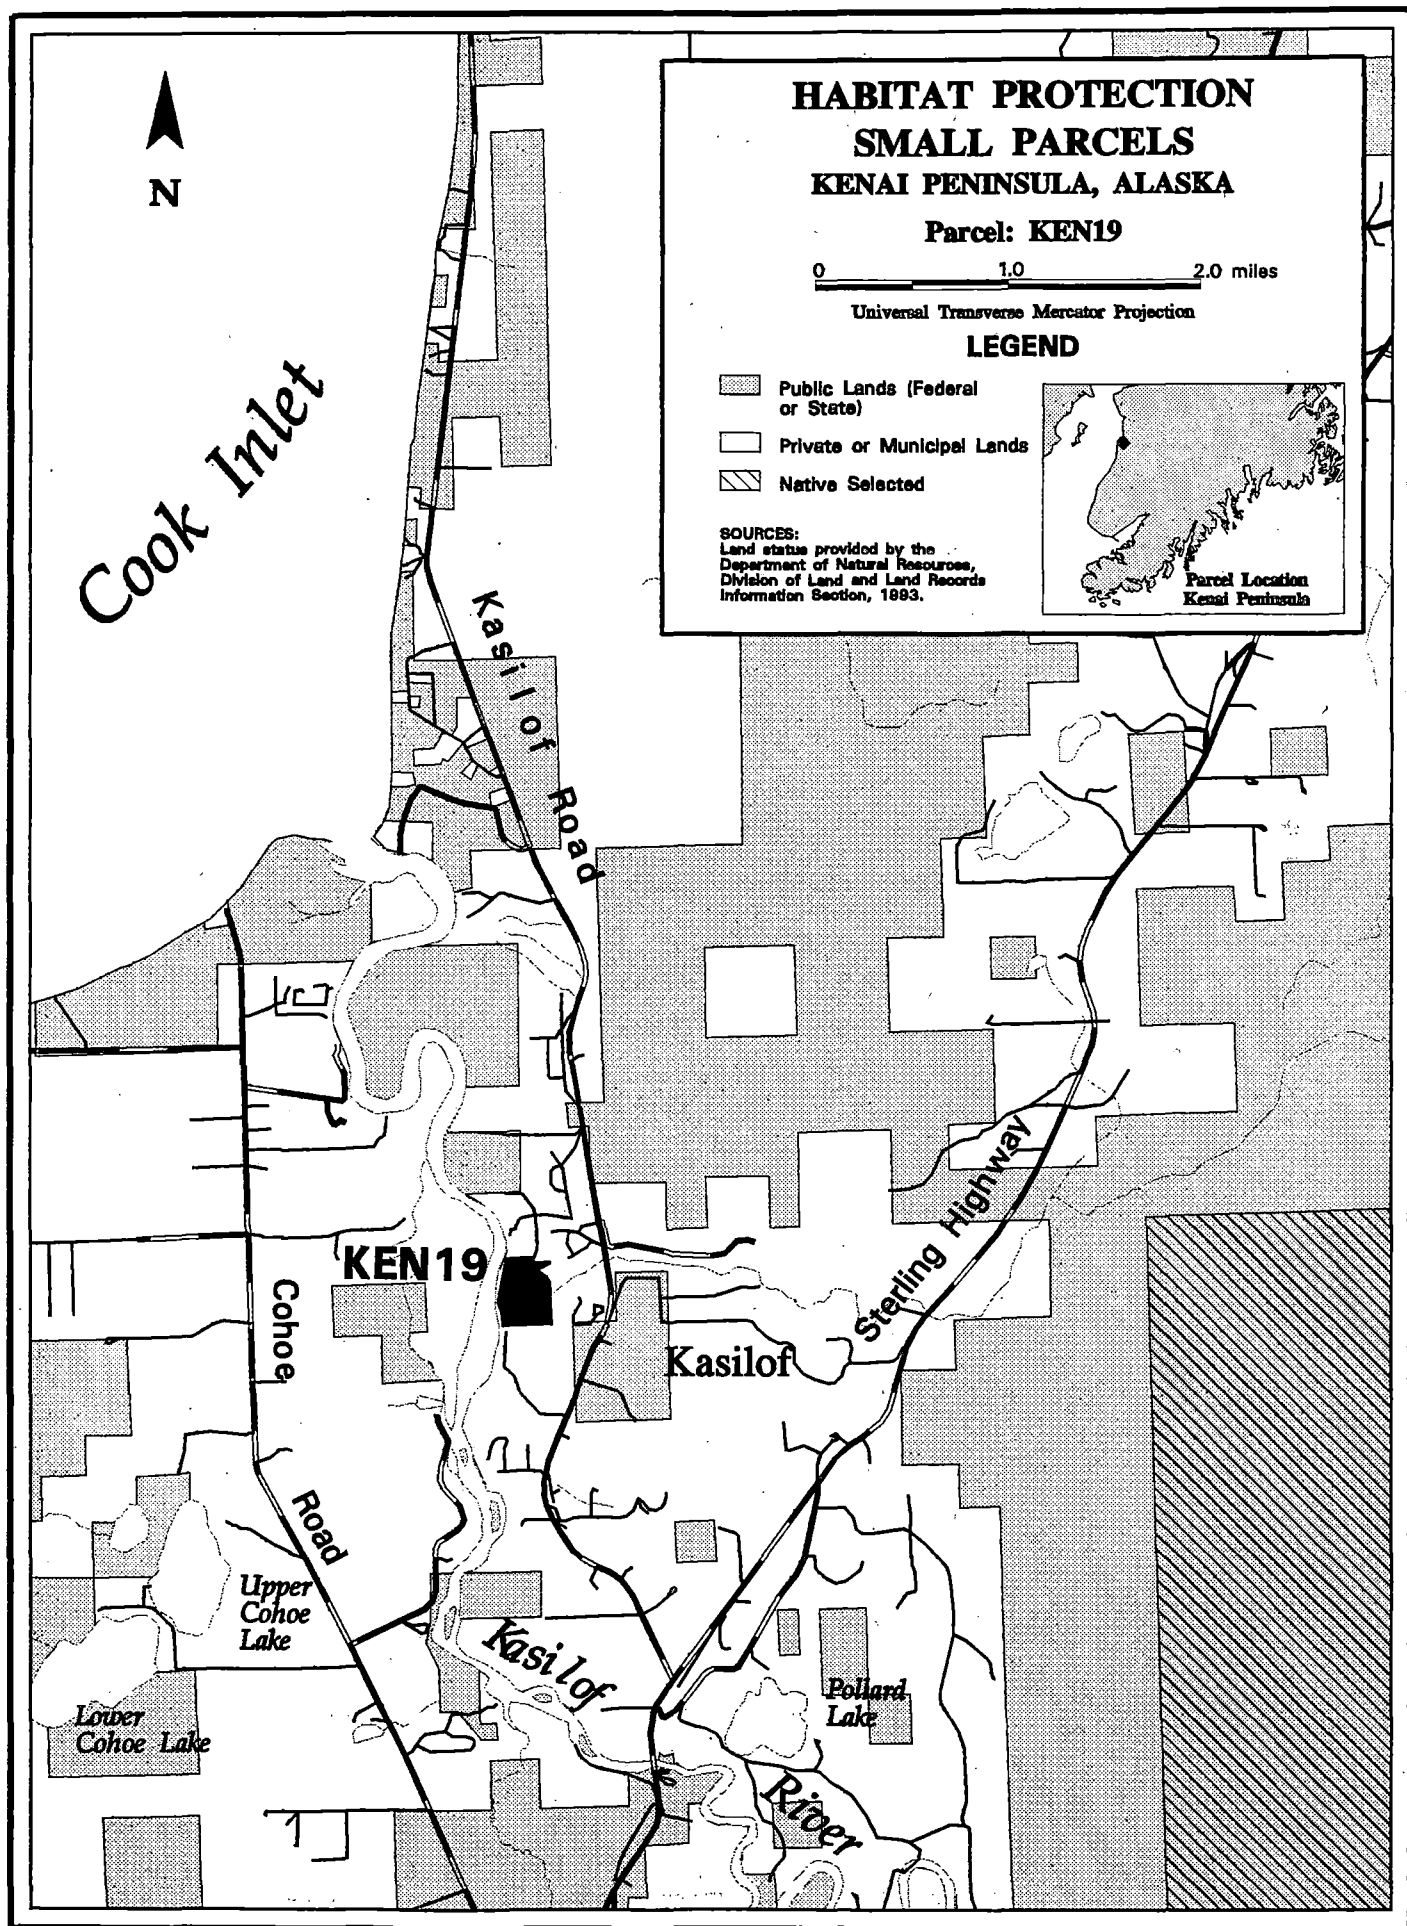 HABITAT PROTECTION
SMALL PARCELS
KENAI PENINSULA, ALASKA
Parcel: KEN19
0 1.0 2.0 miles
Universal Transverse Mercator Projection
LEGEND
Public Lands (Federal
or State)
Private or Municipal Lands
Native Selected
SOURCES:
Land status provided by the
Department of Natural Resources,
Division of Land and Land Records
Information Section, 1993.
Parcel Location
Kenai Peninsula
N
Cook Inlet
Kasilof Road
KEN19
Cohoe
Road
Sterling Highway
Kasilof
Upper
Cohoe
Lake
Lower
Cohoe Lake
Kasilof
River
Pollard
Lake